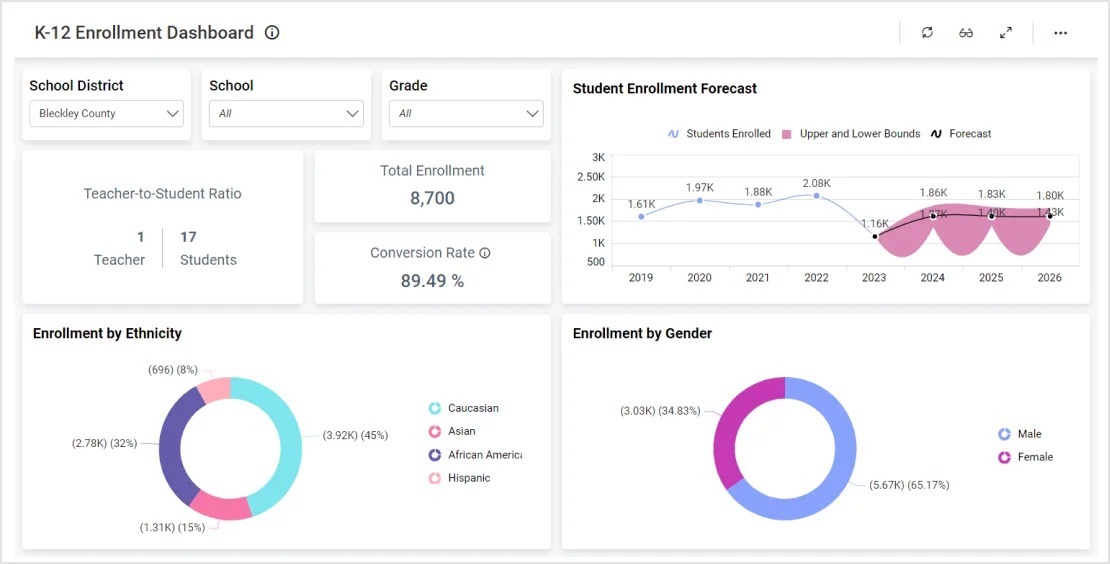 K-12 Enrollment Dashboard
School District
Bleckley County
School
All
Grade
All
Teacher-to-Student Ratio
1
Teacher
17
Students
Total Enrollment
8,700
Conversion Rate
89.49 %
Student Enrollment Forecast
Students Enrolled
Upper and Lower Bounds
Forecast
3K
2.50K
2K
1.50K
1K
500
1.61K
1.97K
1.88K
2.08K
1.16K
1.86K
1.83K
1.80K
1.43K
2019
2020
2021
2022
2023
2024
2025
2026
Enrollment by Ethnicity
(696) (8%)
(2.78K) (32%)
(3.92K) (45%)
(1.31K) (15%)
Caucasian
Asian
African America
Hispanic
Enrollment by Gender
(3.03K) (34.83%)
(5.67K) (65.17%)
Male
Female